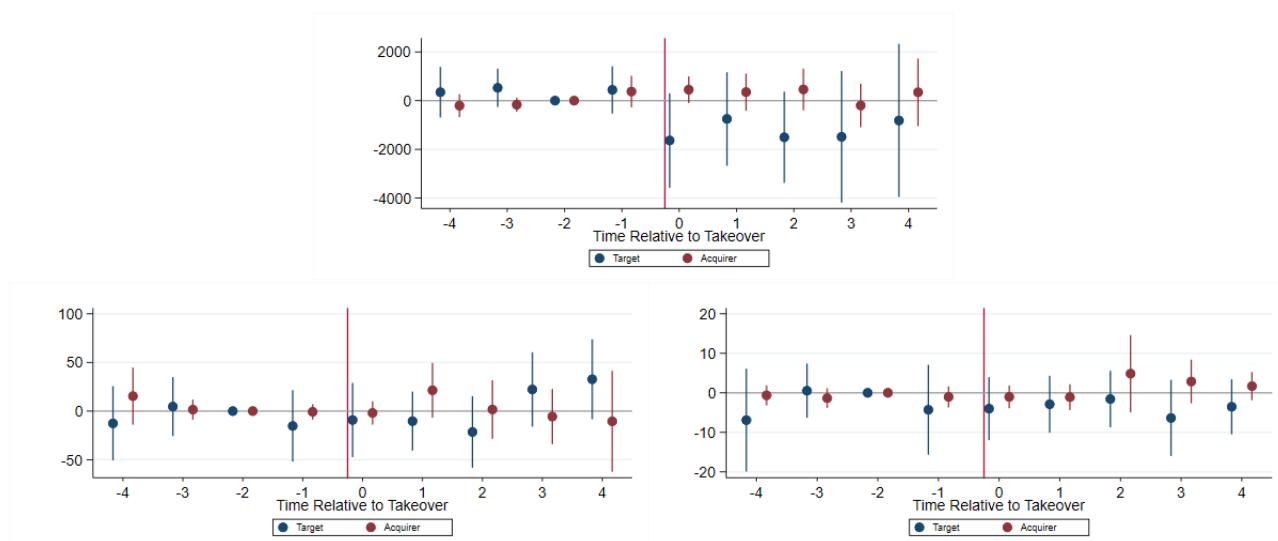 2000
0
-2000
-4000
-4 -3 -2 -1 0 1 2 3 4
Time Relative to Takeover
Target Acquirer
100
50
0
-50
-4 -3 -2 -1 0 1 2 3 4
Time Relative to Takeover
Target Acquirer
20
10
0
-10
-20
-4 -3 -2 -1 0 1 2 3 4
Time Relative to Takeover
Target Acquirer